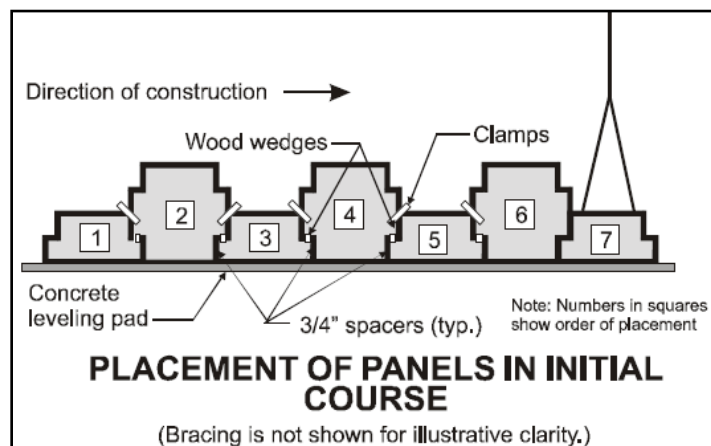 Direction of construction
Wood wedges
Clamps
1
2
3
4
5
6
7
Concrete
leveling pad
3/4" spacers (typ.)
Note: Numbers in squares
show order of placement
PLACEMENT OF PANELS IN INITIAL
COURSE
(Bracing is not shown for illustrative clarity.)